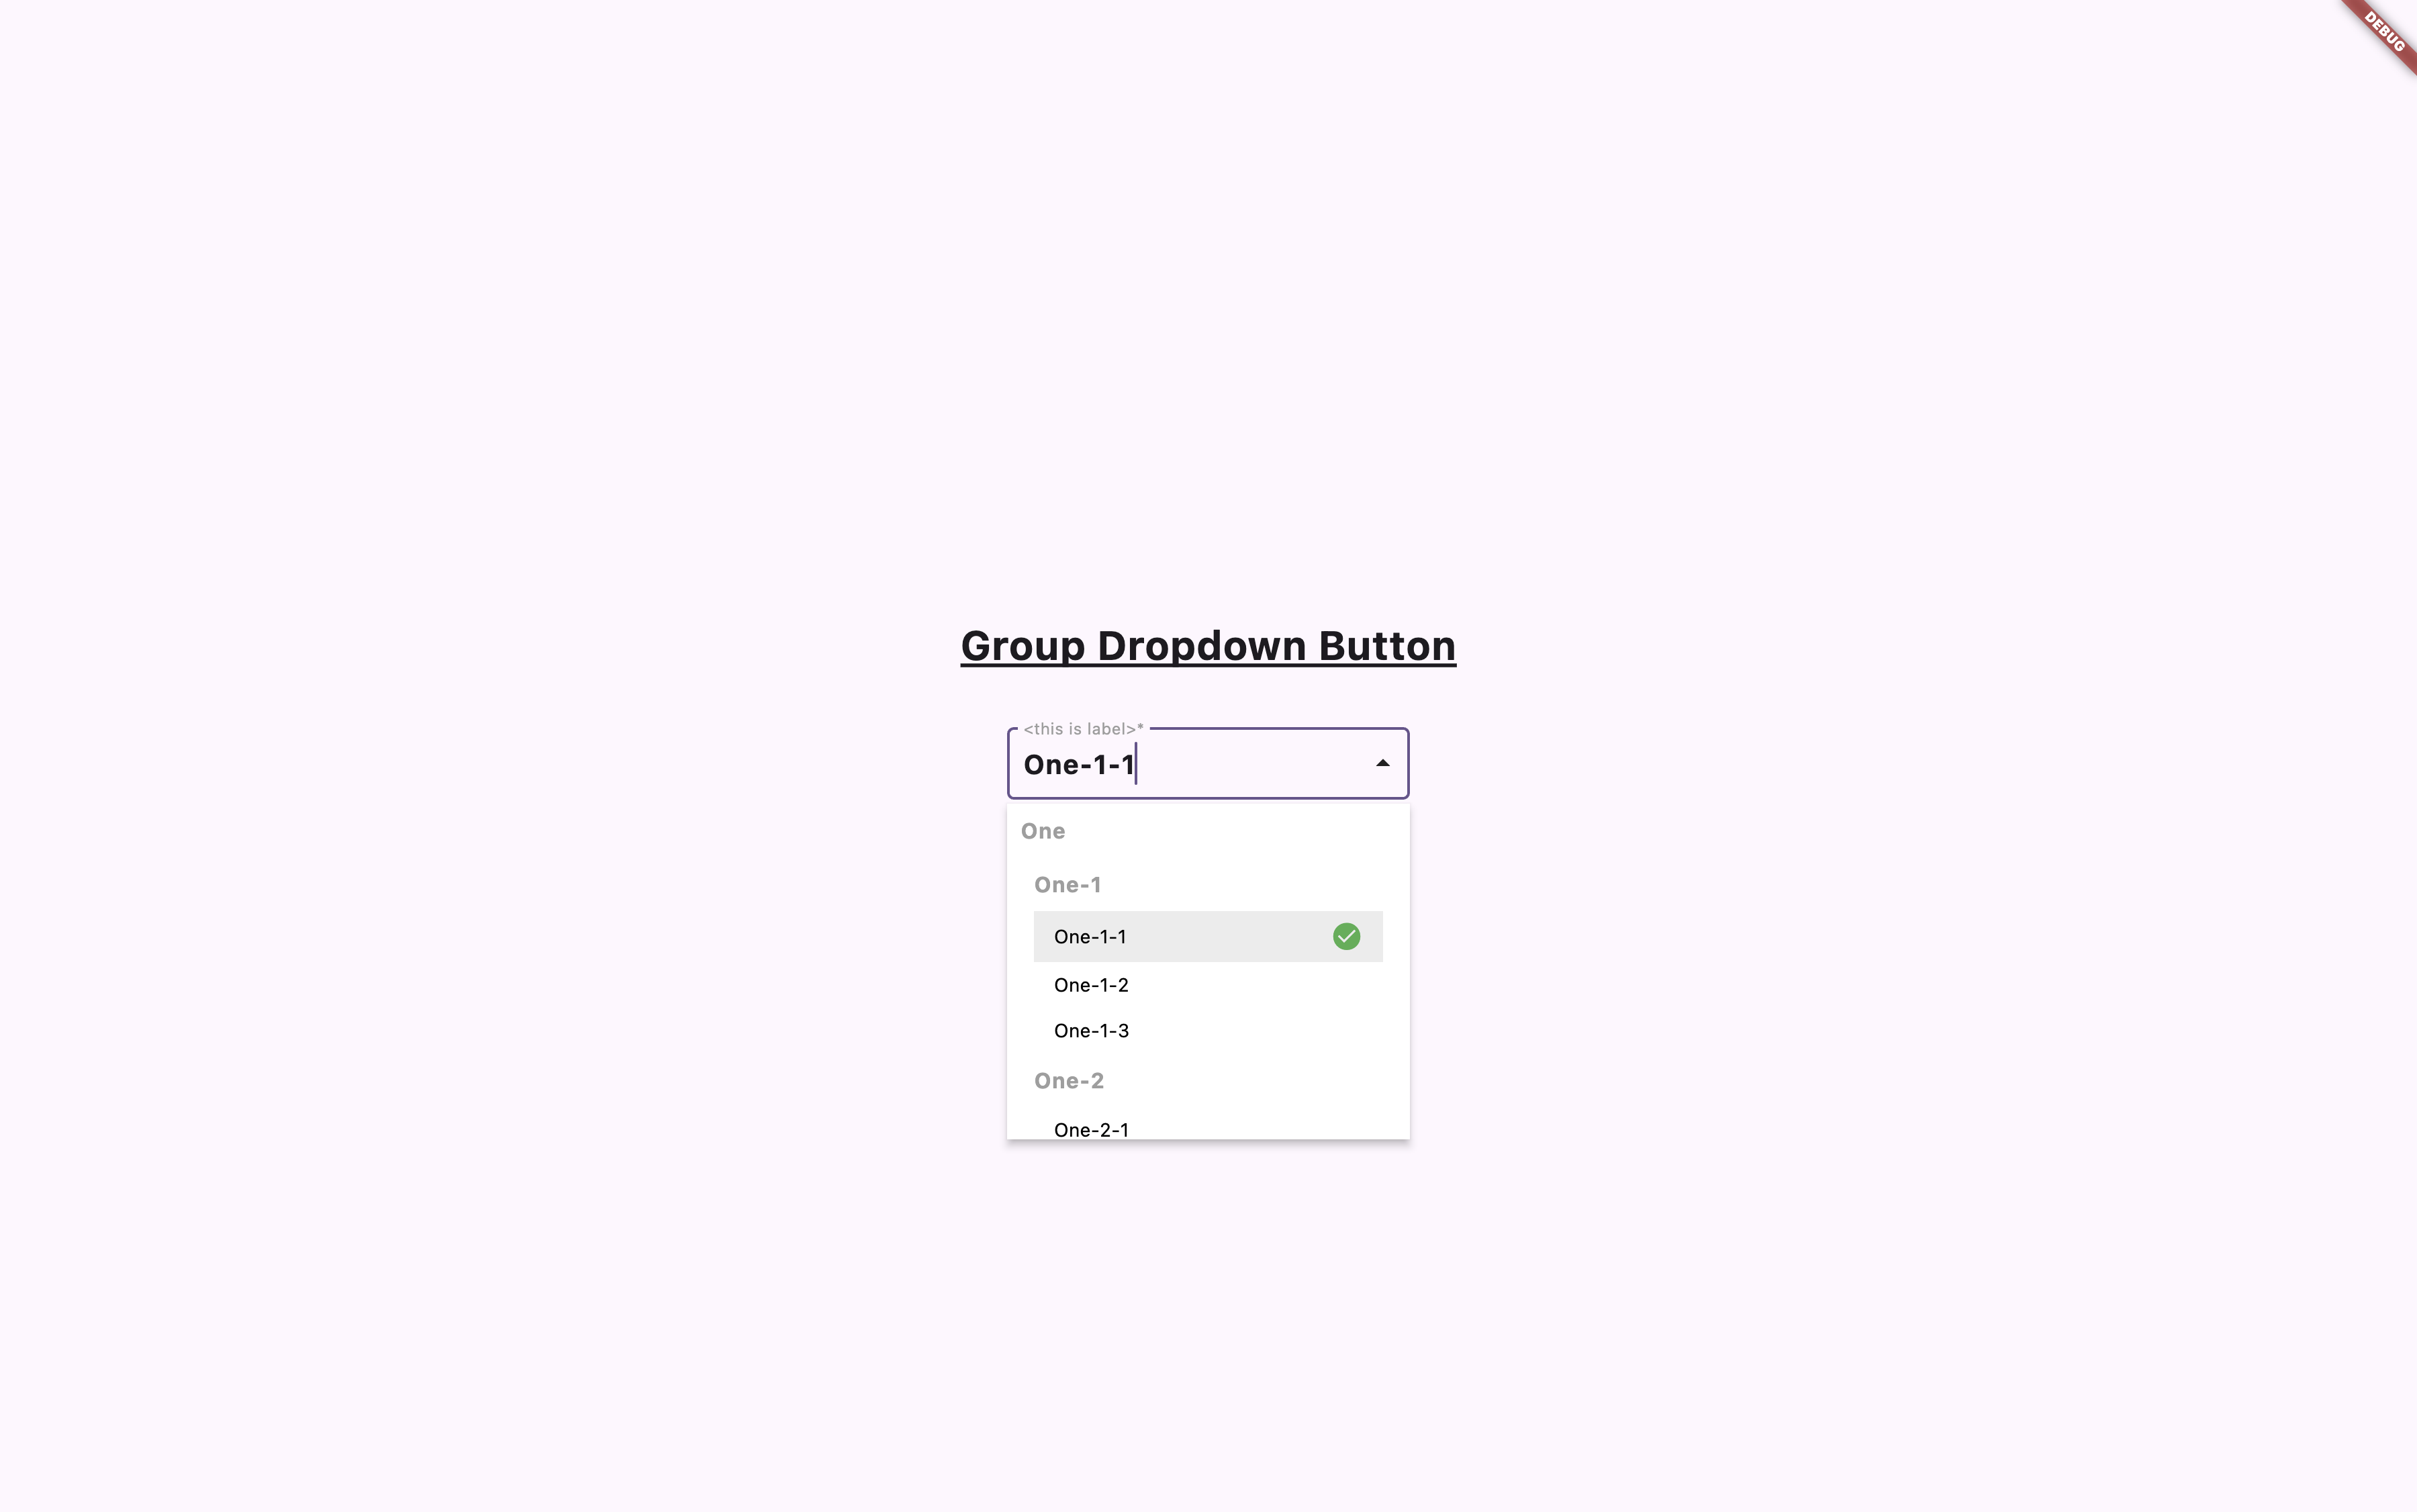 DEBUG
Group Dropdown Button
<this is label>*
One-1-1
One
One-1
One-1-1
One-1-2
One-1-3
One-2
One-2-1